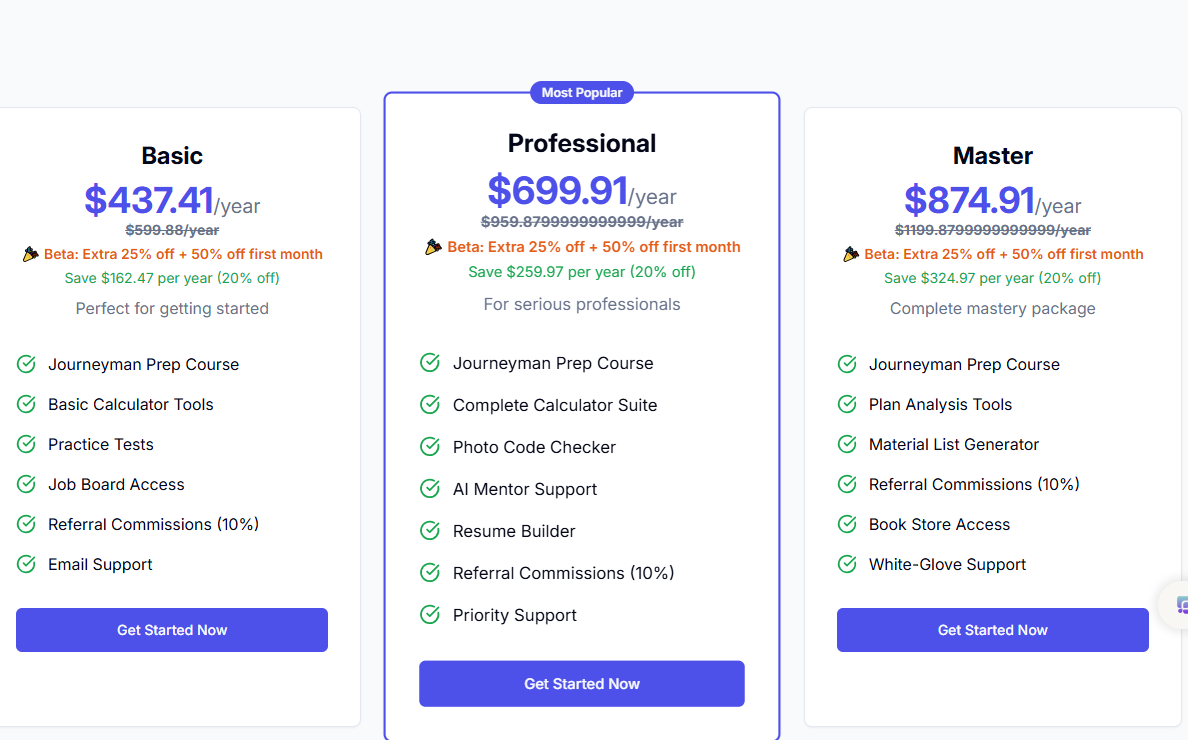 Basic
$437.41/year
$599.88/year
Beta: Extra 25% off + 50% off first month
Save $162.47 per year (20% off)
Perfect for getting started
Journeyman Prep Course
Basic Calculator Tools
Practice Tests
Job Board Access
Referral Commissions (10%)
Email Support
Get Started Now
Most Popular
Professional
$699.91/year
$959.8799999999999/year
Beta: Extra 25% off + 50% off first month
Save $259.97 per year (20% off)
For serious professionals
Journeyman Prep Course
Complete Calculator Suite
Photo Code Checker
AI Mentor Support
Resume Builder
Referral Commissions (10%)
Priority Support
Get Started Now
Master
$874.91/year
$1199.8799999999999/year
Beta: Extra 25% off + 50% off first month
Save $324.97 per year (20% off)
Complete mastery package
Journeyman Prep Course
Plan Analysis Tools
Material List Generator
Referral Commissions (10%)
Book Store Access
White-Glove Support
Get Started Now